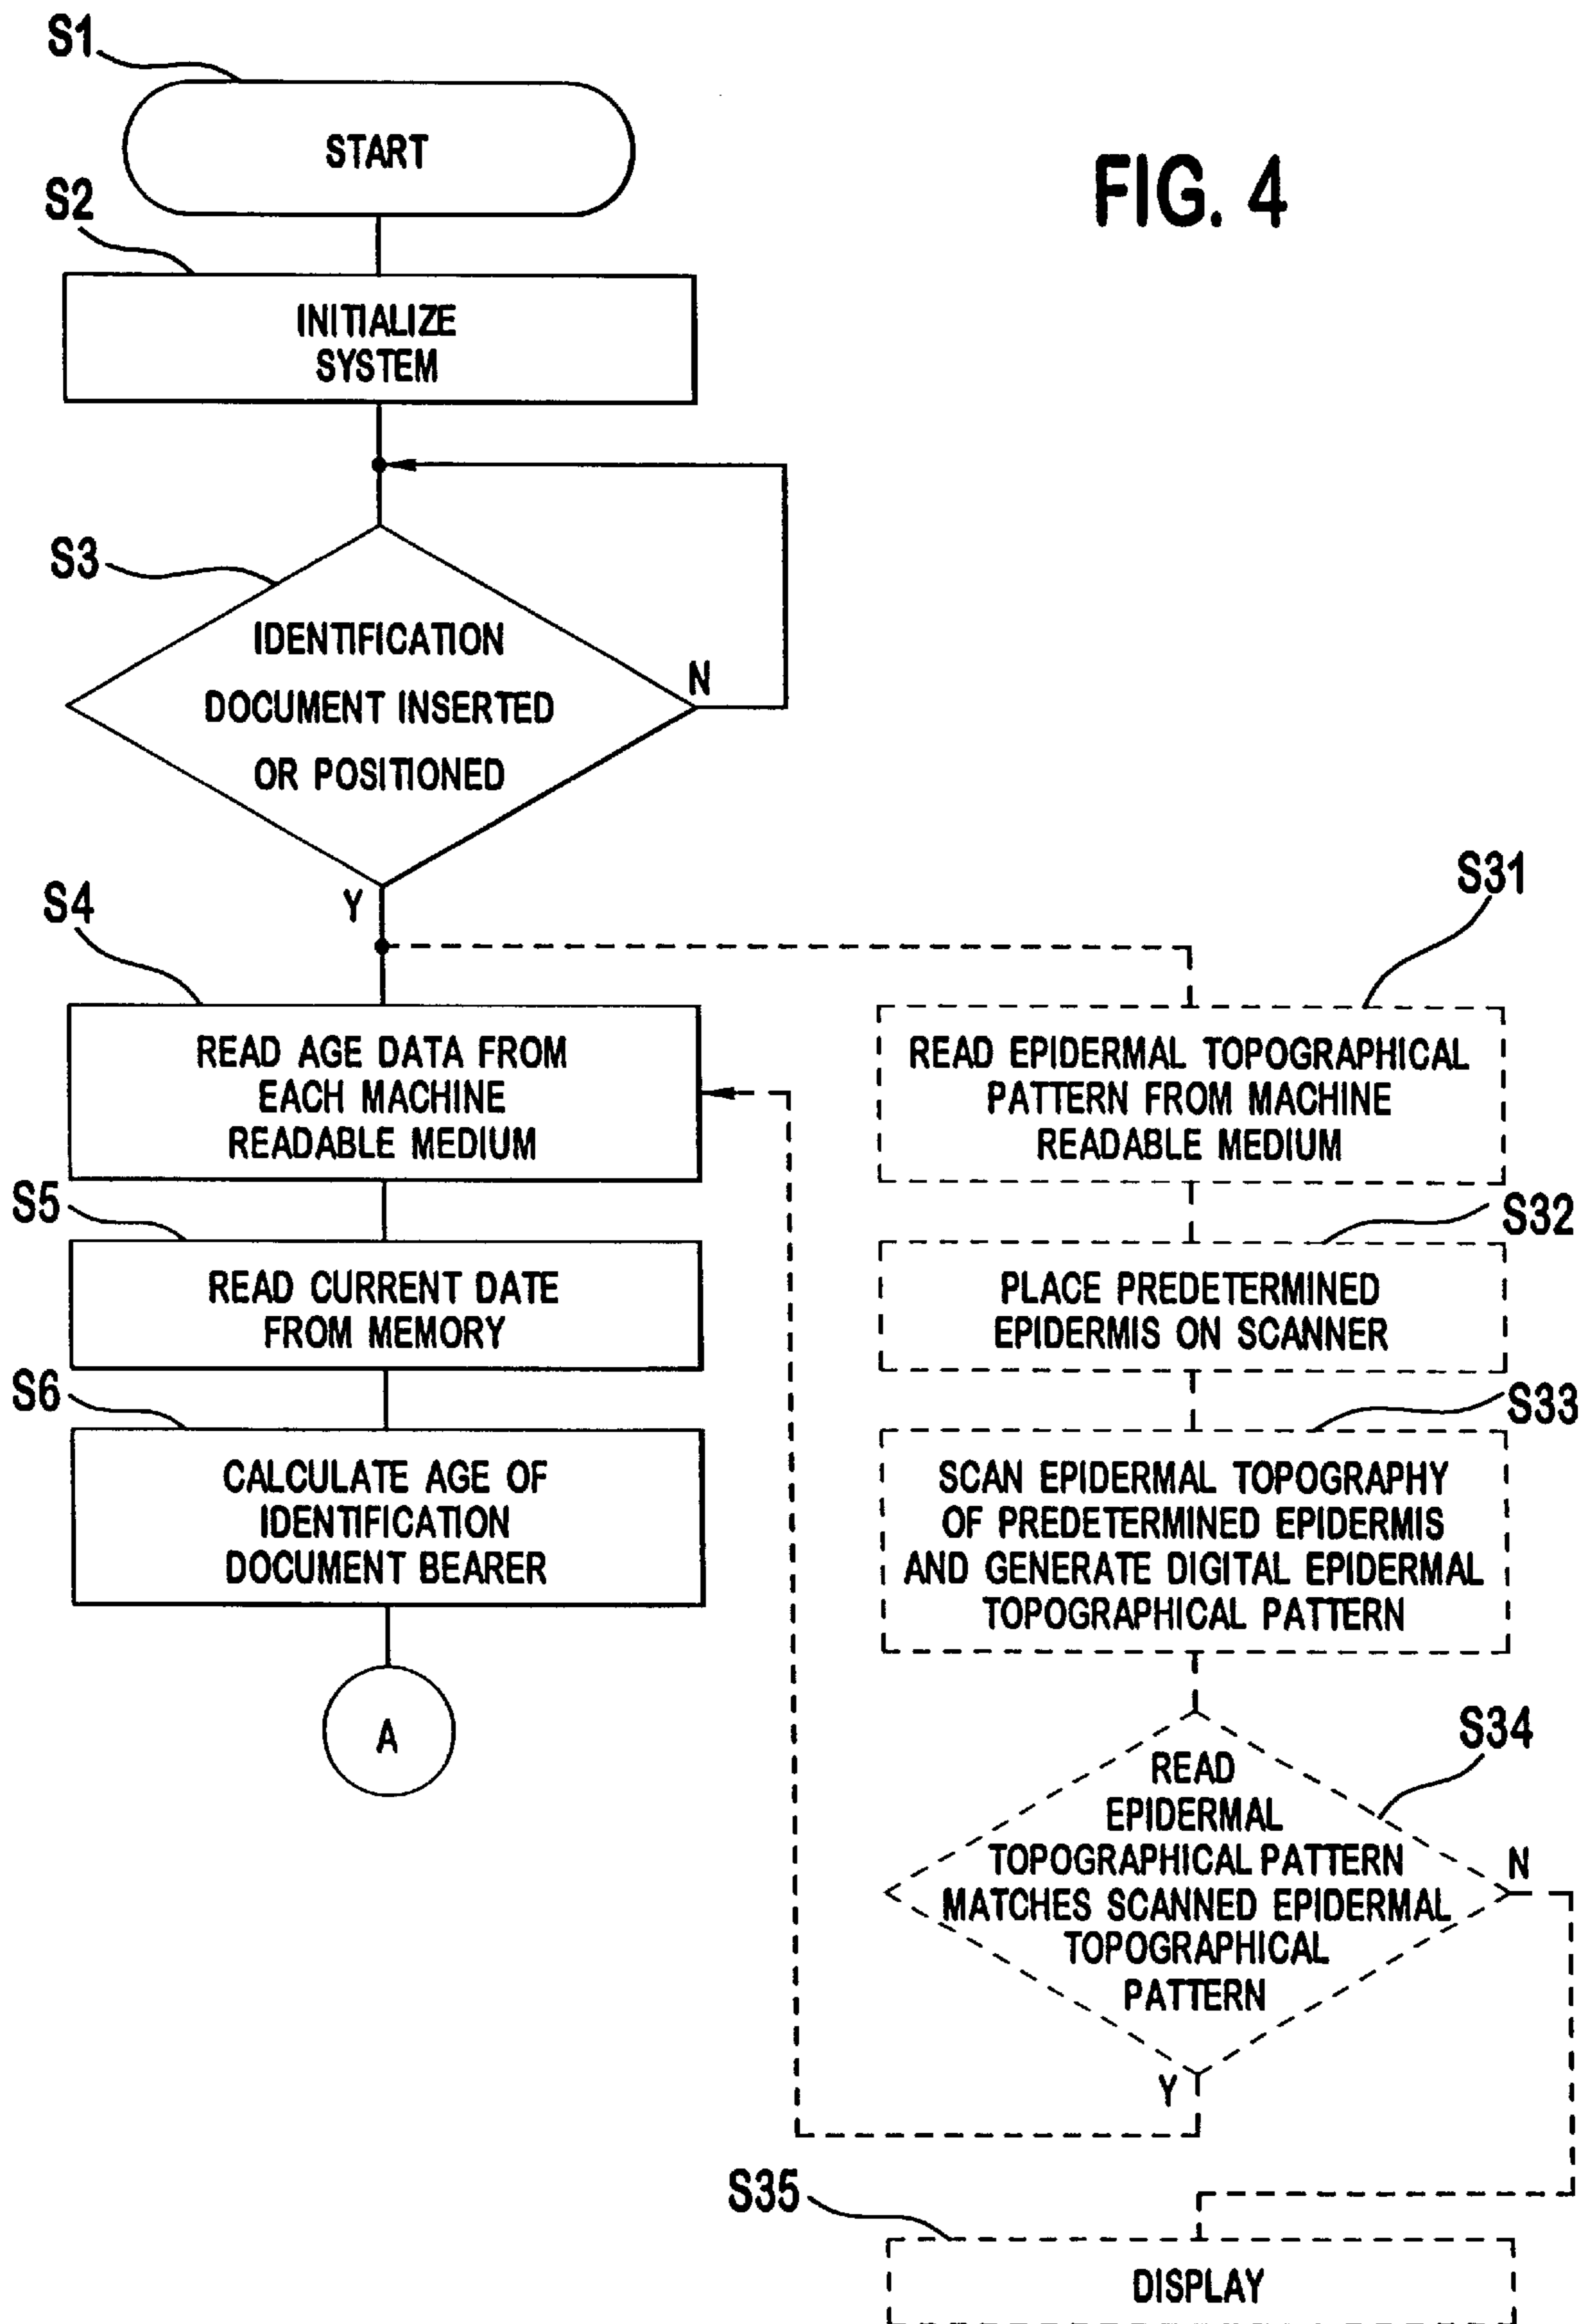 FIG. 4
S1
START
S2
INITIALIZE
SYSTEM
S3
IDENTIFICATION
DOCUMENT INSERTED
OR POSITIONED
N
Y
S4
READ AGE DATA FROM
EACH MACHINE
READABLE MEDIUM
S5
READ CURRENT DATE
FROM MEMORY
S6
CALCULATE AGE OF
IDENTIFICATION
DOCUMENT BEARER
A
S31
READ EPIDERMAL TOPOGRAPHICAL
PATTERN FROM MACHINE
READABLE MEDIUM
S32
PLACE PREDETERMINED
EPIDERMIS ON SCANNER
S33
SCAN EPIDERMAL TOPOGRAPHY
OF PREDETERMINED EPIDERMIS
AND GENERATE DIGITAL EPIDERMAL
TOPOGRAPHICAL PATTERN
S34
READ
EPIDERMAL
TOPOGRAPHICAL PATTERN
MATCHES SCANNED EPIDERMAL
TOPOGRAPHICAL
PATTERN
N
Y
S35
DISPLAY